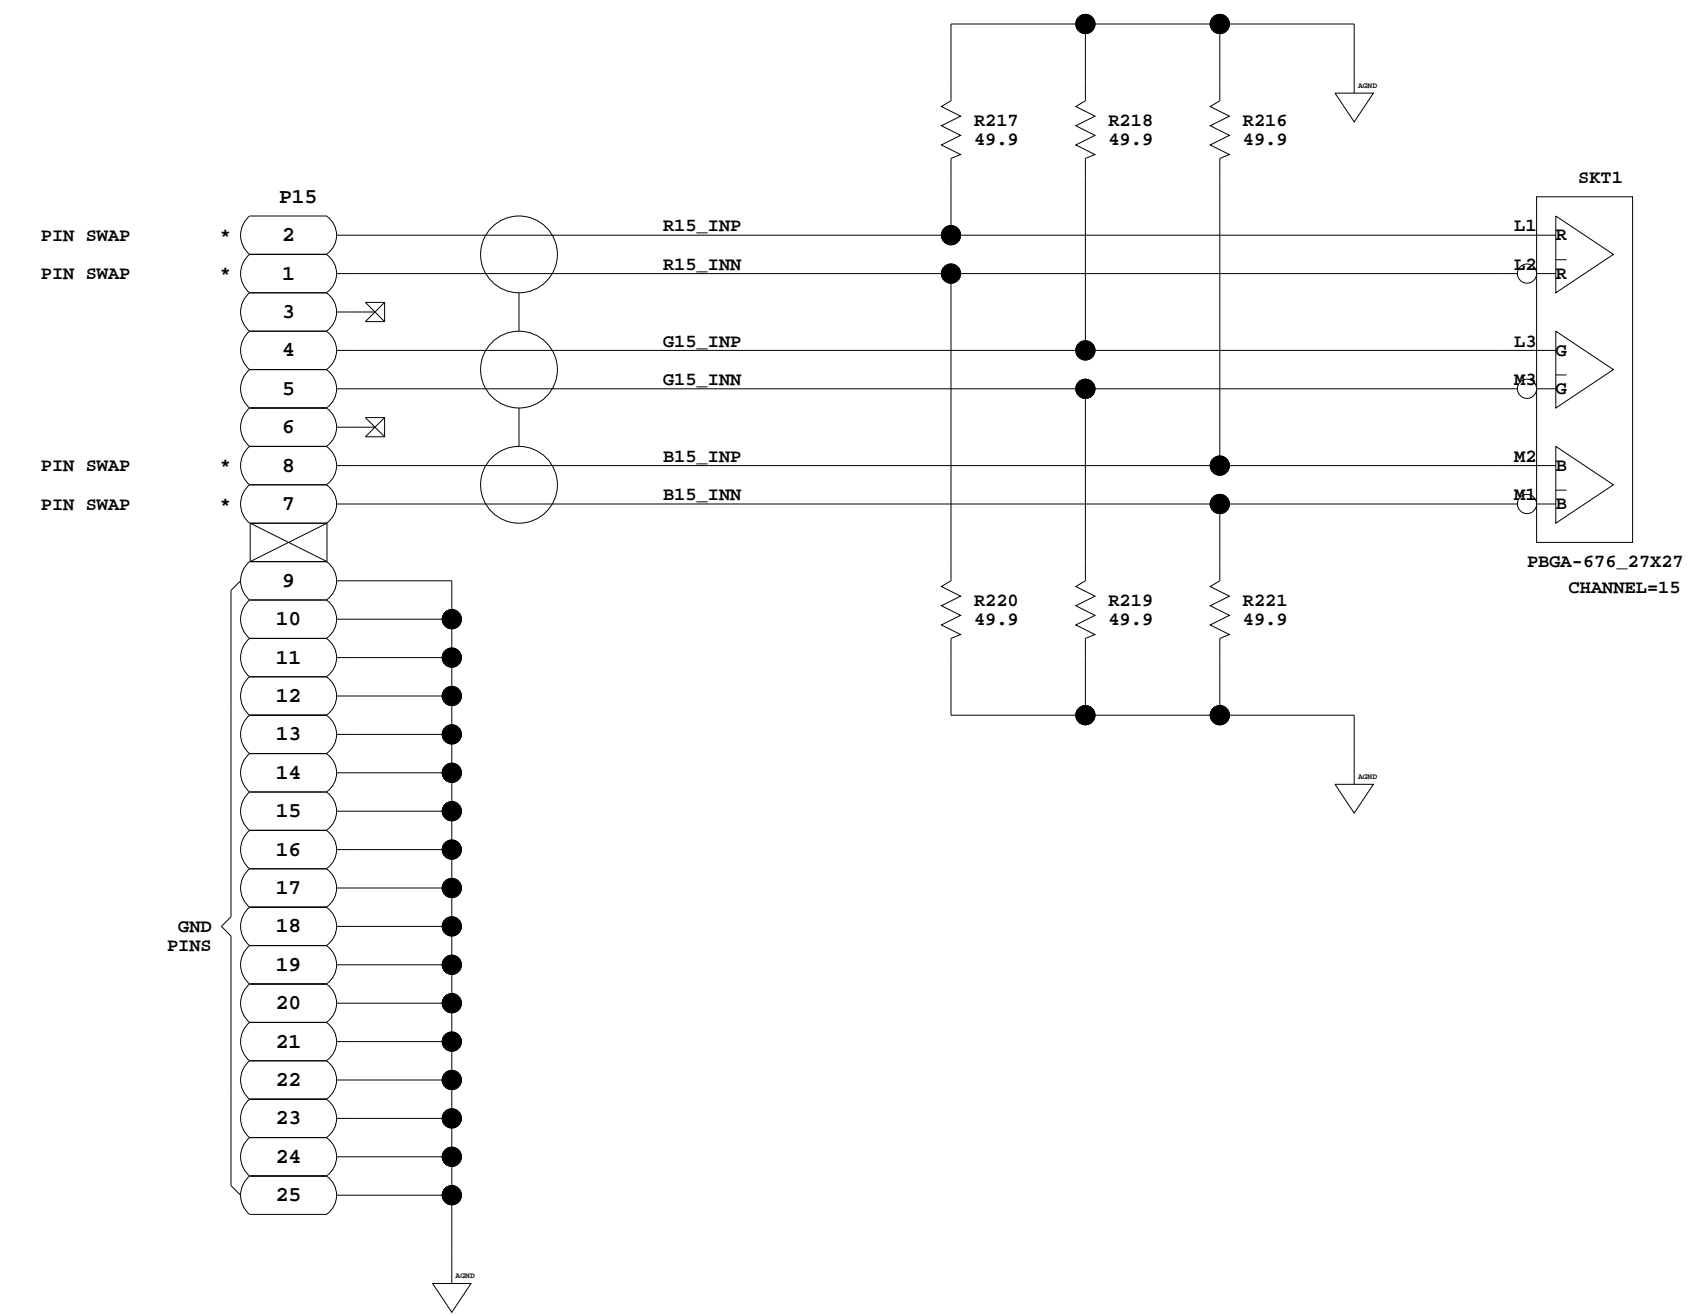 AGND
R217
49.9
R218
49.9
R216
49.9
SKT1
P15
PIN SWAP * 2 R15_INP L1 R
PIN SWAP * 1 R15_INN L2 R
3
4 G15_INP L3 G
5 G15_INN M3 G
6
PIN SWAP * 8 B15_INP M2 B
PIN SWAP * 7 B15_INN M1 B
PBGA-676_27X27
CHANNEL=15
9
R220
49.9
R219
49.9
R221
49.9
10
11
12
13
14
AGND
15
16
17
18
GND
PINS
19
20
21
22
23
24
25
AGND